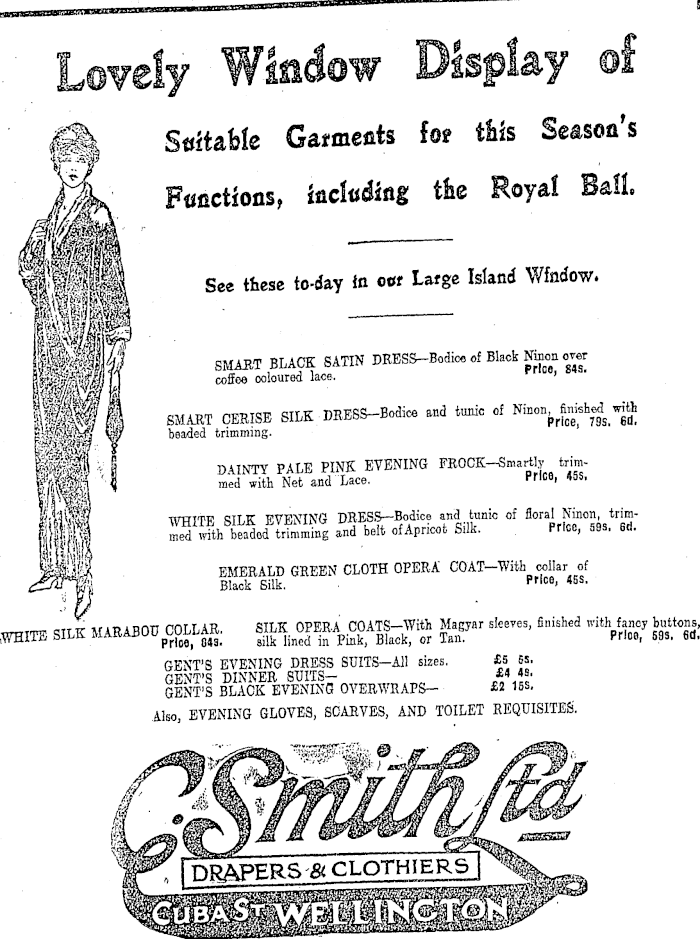 Lovely Window Display of
Suitable Garments for this Season's
Functions, including the Royal Ball.
See these to-day in our Large Island Window.
SMART BLACK SATIN DRESS—Bodice of Black Ninon over
coffee coloured lace. Price, 84s.
SMART CERISE SILK DRESS—Bodice and tunic of Ninon, finished with
beaded trimming. Price, 79s. 6d.
DAINTY PALE PINK EVENING FROCK—Smartly trim-
med with Net and Lace. Price, 45s.
WHITE SILK EVENING DRESS—Bodice and tunic of floral Ninon, trim-
med with beaded trimming and belt of Apricot Silk. Price, 59s. 6d.
EMERALD GREEN CLOTH OPERA COAT—With collar of
Black Silk. Price, 45s.
WHITE SILK MARABOU COLLAR.
Price, 84s.
SILK OPERA COATS—With Magyar sleeves, finished with fancy buttons,
silk lined in Pink, Black, or Tan. Price, 59s. 6d.
GENT'S EVENING DRESS SUITS—All sizes. £5 5s.
GENT'S DINNER SUITS— £4 4s.
GENT'S BLACK EVENING OVERWRAPS— £2 15s.
Also, EVENING GLOVES, SCARVES, AND TOILET REQUISITES.
C. Smith Ltd
DRAPERS & CLOTHIERS
CUBA ST WELLINGTON